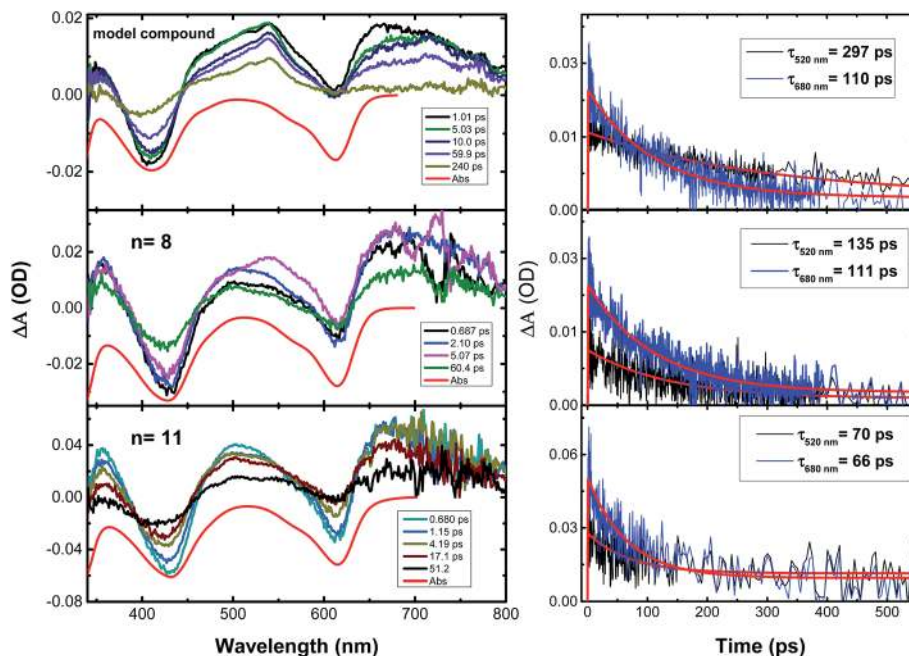 model compound
0.02
0.00
-0.02
1.01 ps
5.03 ps
10.0 ps
59.9 ps
240 ps
Abs
n= 8
0.02
0.00
-0.02
0.687 ps
2.10 ps
5.07 ps
60.4 ps
Abs
ΔA (OD)
n= 11
0.04
0.00
-0.04
-0.08
0.680 ps
1.15 ps
4.19 ps
17.1 ps
51.2
Abs
400 500 600 700 800
Wavelength (nm)
τ520 nm = 297 ps
τ680 nm = 110 ps
0.03
0.01
0.00
τ520 nm = 135 ps
τ680 nm = 111 ps
0.03
0.01
0.00
ΔA (OD)
τ520 nm = 70 ps
τ680 nm = 66 ps
0.06
0.03
0.00
0 100 200 300 400 500
Time (ps)